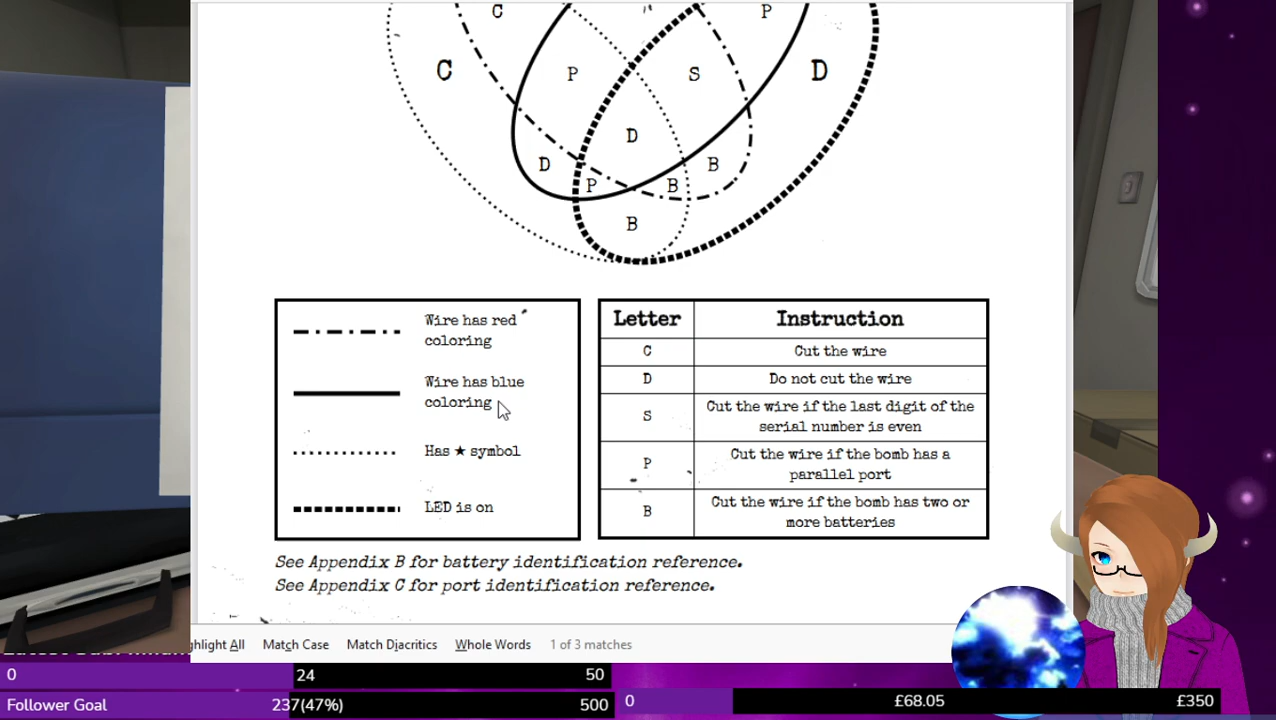 C
P
C
P
S
D
D
D
B
P
B
B
Wire has red
coloring
Wire has blue
coloring
Has ★ symbol
LED is on
Letter Instruction
C Cut the wire
D Do not cut the wire
S Cut the wire if the last digit of the
serial number is even
P Cut the wire if the bomb has a
parallel port
B Cut the wire if the bomb has two or
more batteries
See Appendix B for battery identification reference.
See Appendix C for port identification reference.
ghlight All Match Case Match Diacritics Whole Words 1 of 3 matches
0 24 50
Follower Goal 237(47%) 500 0 £68.05 £350